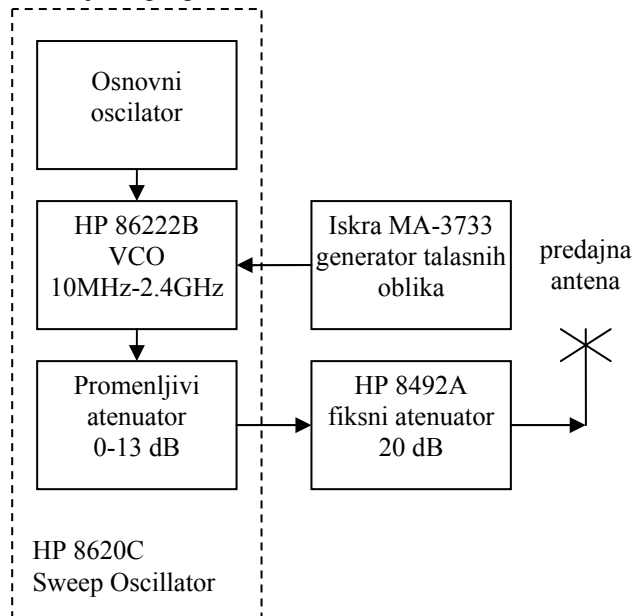 Osnovni
oscilator
HP 86222B
VCO
10MHz-2.4GHz
Iskra MA-3733
generator talasnih
oblika
predajna
antena
Promenljivi
atenuator
0-13 dB
HP 8492A
fiksni atenuator
20 dB
HP 8620C
Sweep Oscillator